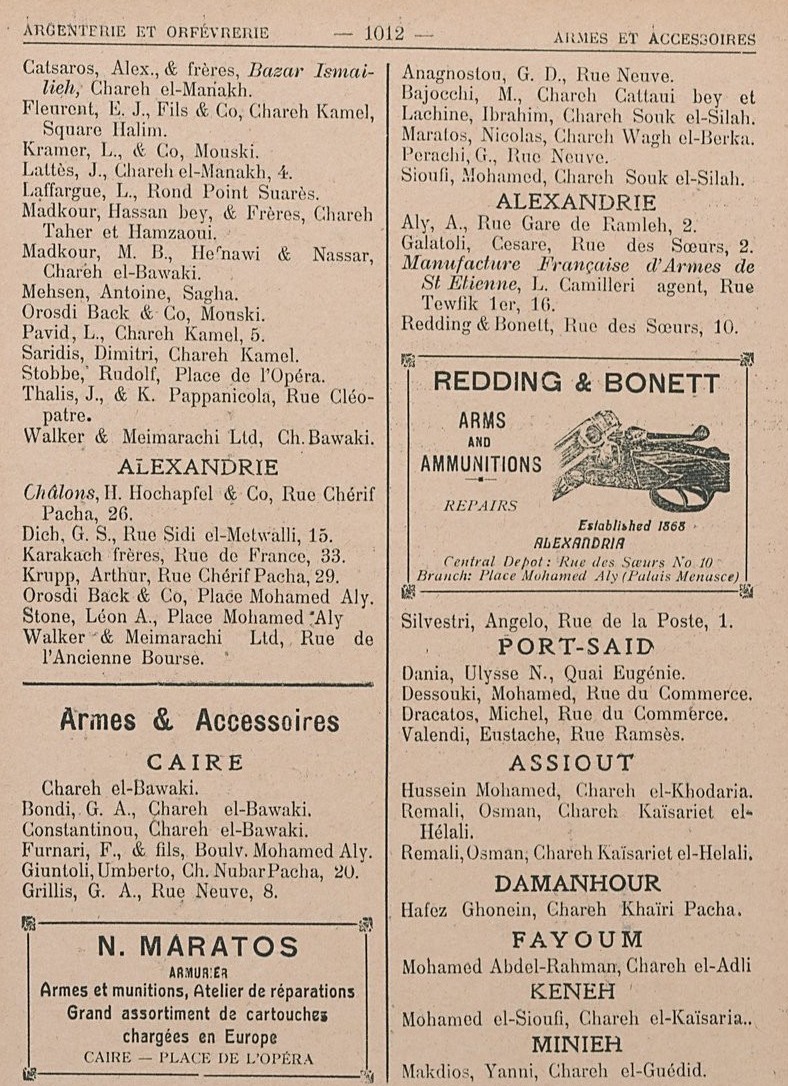 ARGENTERIE ET ORFÉVRERIE — 1012 — ARMES ET ACCESSOIRES
Catsaros, Alex., & frères, Bazar Ismai-
lieh, Chareh el-Manakh.
Fleurent, E. J., Fils & Co, Chareh Kamel,
Square Halim.
Kramer, L., & Co, Mouski.
Lattès, J., Chareh el-Manakh, 4.
Laffargue, L., Rond Point Suarès.
Madkour, Hassan bey, & Frères, Chareh
Taher et Hamzaoui.
Madkour, M. B., Hefnawi & Nassar,
Chareh el-Bawaki.
Mehsen, Antoine, Sagha.
Orosdi Back & Co, Mouski.
Pavid, L., Chareh Kamel, 5.
Saridis, Dimitri, Chareh Kamel.
Stobbe, Rudolf, Place de l'Opéra.
Thalis, J., & K. Pappanicola, Rue Cléo-
patre.
Walker & Meimarachi Ltd, Ch. Bawaki.
ALEXANDRIE
Châlons, H. Hochapfel & Co, Rue Chérif
Pacha, 26.
Dich, G. S., Rue Sidi el-Metwalli, 15.
Karakach frères, Rue de France, 33.
Krupp, Arthur, Rue Chérif Pacha, 29.
Orosdi Back & Co, Place Mohamed Aly.
Stone, Léon A., Place Mohamed Aly
Walker & Meimarachi Ltd, Rue de
l'Ancienne Bourse.
Armes & Accessoires
CAIRE
Chareh el-Bawaki.
Bondi, G. A., Chareh el-Bawaki.
Constantinou, Chareh el-Bawaki.
Furnari, F., & fils, Boulv. Mohamed Aly.
Giuntoli, Umberto, Ch. Nubar Pacha, 20.
Grillis, G. A., Rue Neuve, 8.
N. MARATOS
ARMURIER
Armes et munitions, Atelier de réparations
Grand assortiment de cartouches
chargées en Europe
CAIRE — PLACE DE L'OPÉRA
Anagnostou, G. D., Rue Neuve.
Bajocchi, M., Chareh Cattaui bey et
Lachine, Ibrahim, Chareh Souk el-Silah.
Maratos, Nicolas, Chareh Wagh el-Berka.
Perachi, G., Rue Neuve.
Sioufi, Mohamed, Chareh Souk el-Silah.
ALEXANDRIE
Aly, A., Rue Gare de Ramleh, 2.
Galatoli, Cesare, Rue des Sœurs, 2.
Manufacture Française d'Armes de
St Etienne, L. Camilleri agent, Rue
Tewfik 1er, 16.
Redding & Bonett, Rue des Sœurs, 10.
REDDING & BONETT
ARMS
AND
AMMUNITIONS
REPAIRS
Established 1868
ALEXANDRIA
Central Depot: Rue des Sœurs No 10
Branch: Place Mohamed Aly (Palais Menasce)
Silvestri, Angelo, Rue de la Poste, 1.
PORT-SAID
Dania, Ulysse N., Quai Eugénie.
Dessouki, Mohamed, Rue du Commerce.
Dracatos, Michel, Rue du Commerce.
Valendi, Eustache, Rue Ramsès.
ASSIOUT
Hussein Mohamed, Chareh el-Khodaria.
Remali, Osman, Chareh Kaïsariet el-
Hélali.
Remali, Osman, Chareh Kaïsariet el-Helali.
DAMANHOUR
Hafez Ghonein, Chareh Khaïri Pacha.
FAYOUM
Mohamed Abdel-Rahman, Chareh el-Adli
KENEH
Mohamed el-Sioufi, Chareh el-Kaïsaria..
MINIEH
Makdios, Yanni, Chareh el-Guédid.